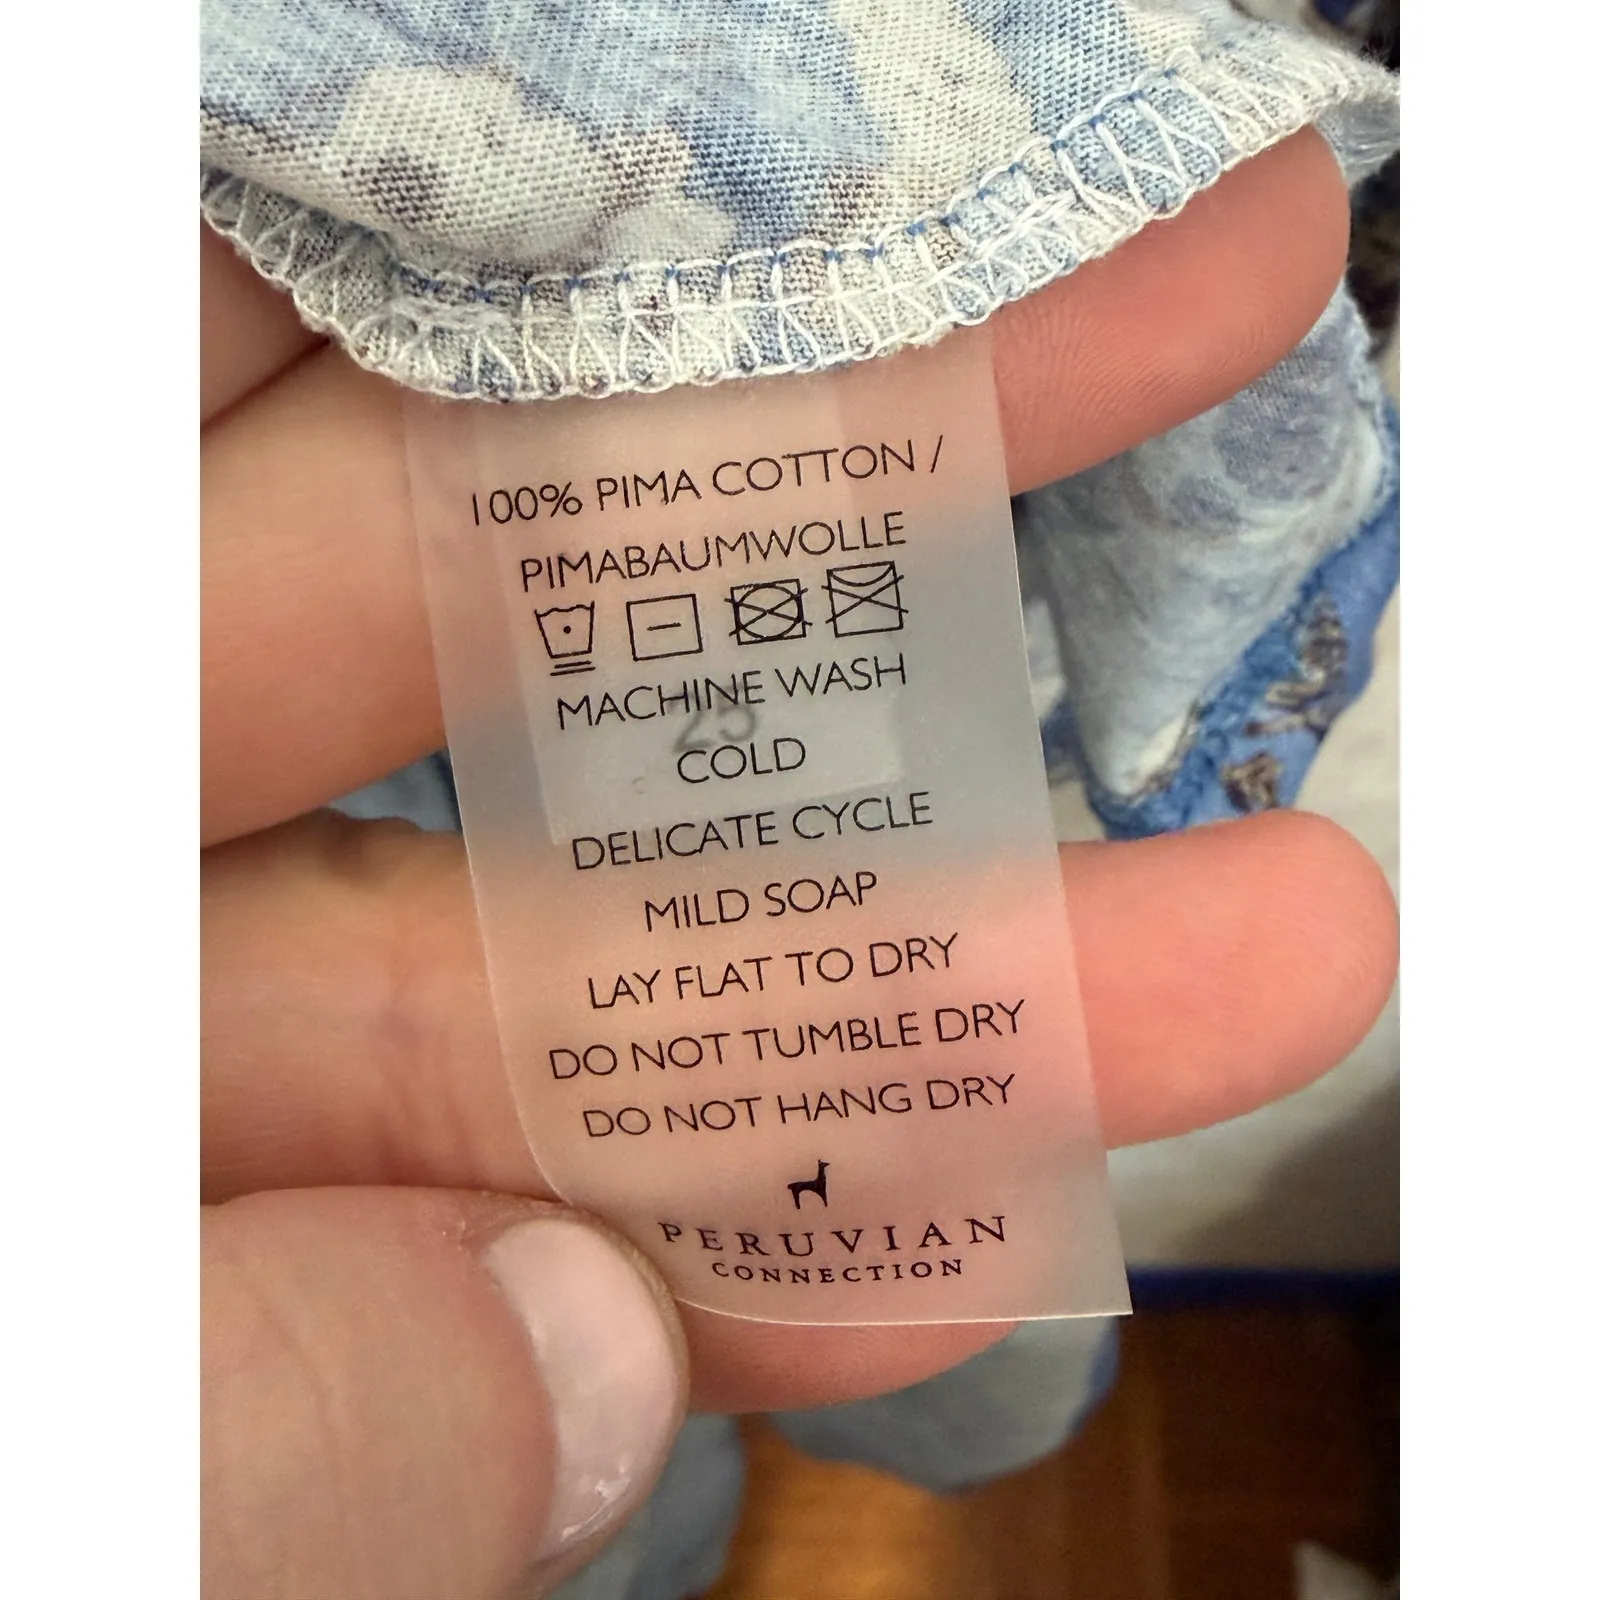 100% PIMA COTTON /
PIMABAUMWOLLE
MACHINE WASH
25
COLD
DELICATE CYCLE
MILD SOAP
LAY FLAT TO DRY
DO NOT TUMBLE DRY
DO NOT HANG DRY
PERUVIAN
CONNECTION